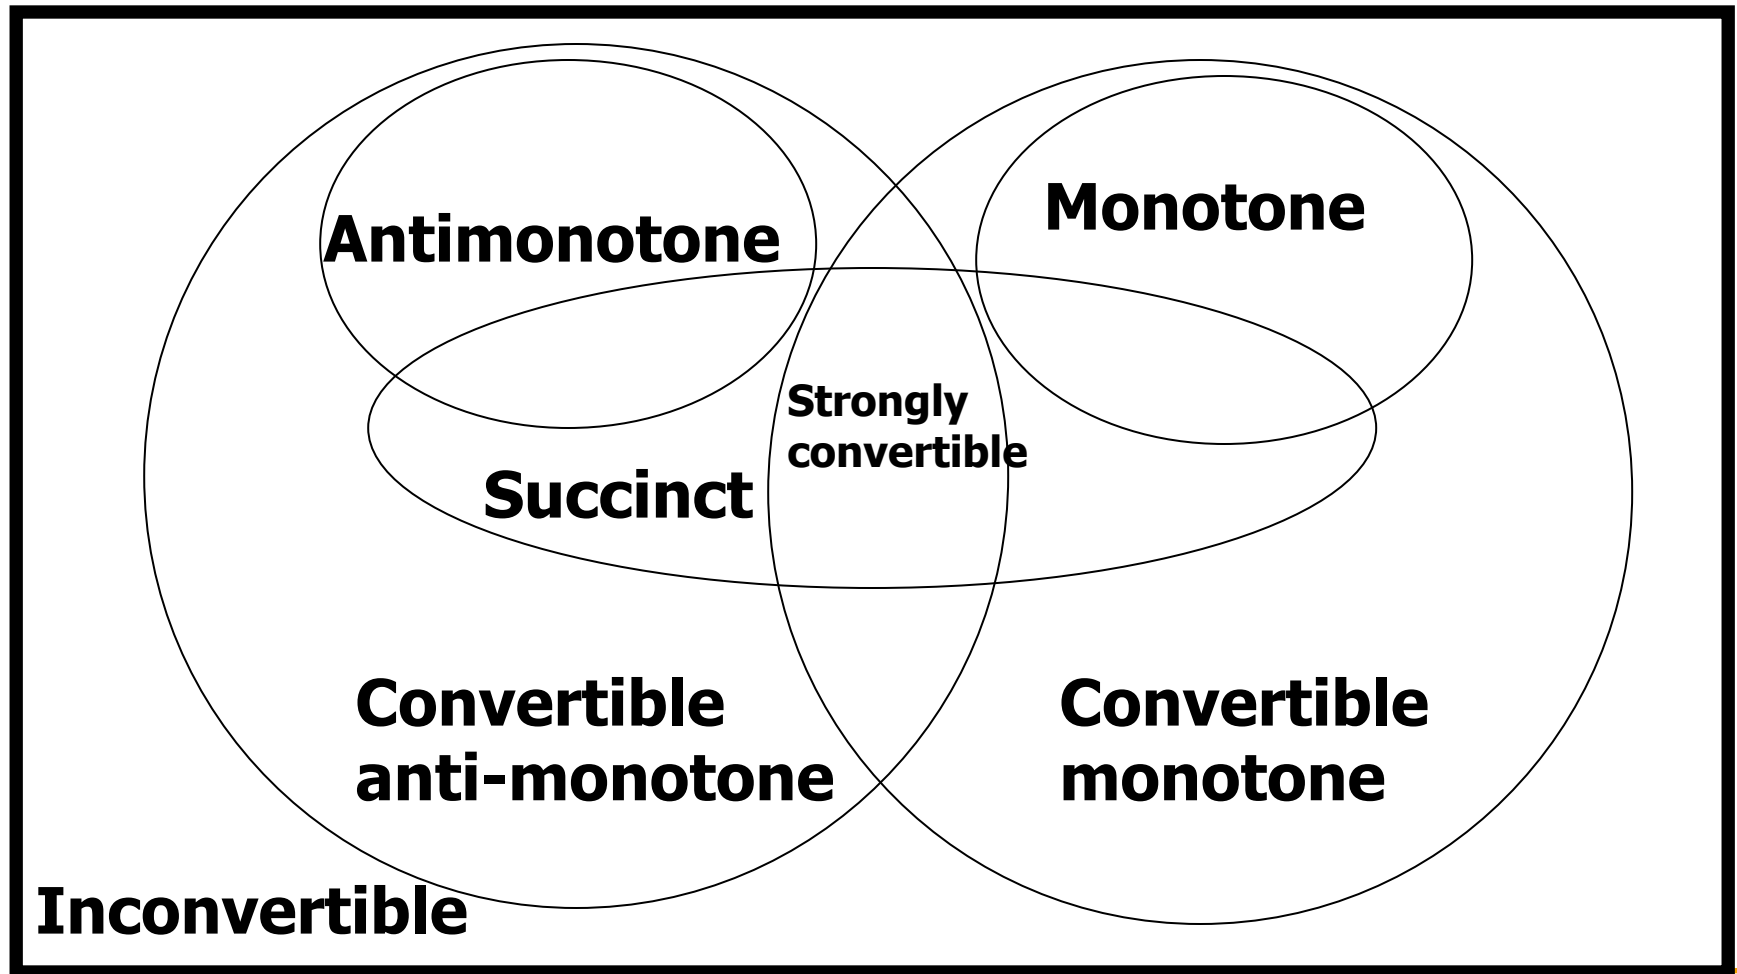 Monotone
Antimonotone
Strongly
convertible
Succinct
Convertible
anti-monotone
Convertible
monotone
Inconvertible